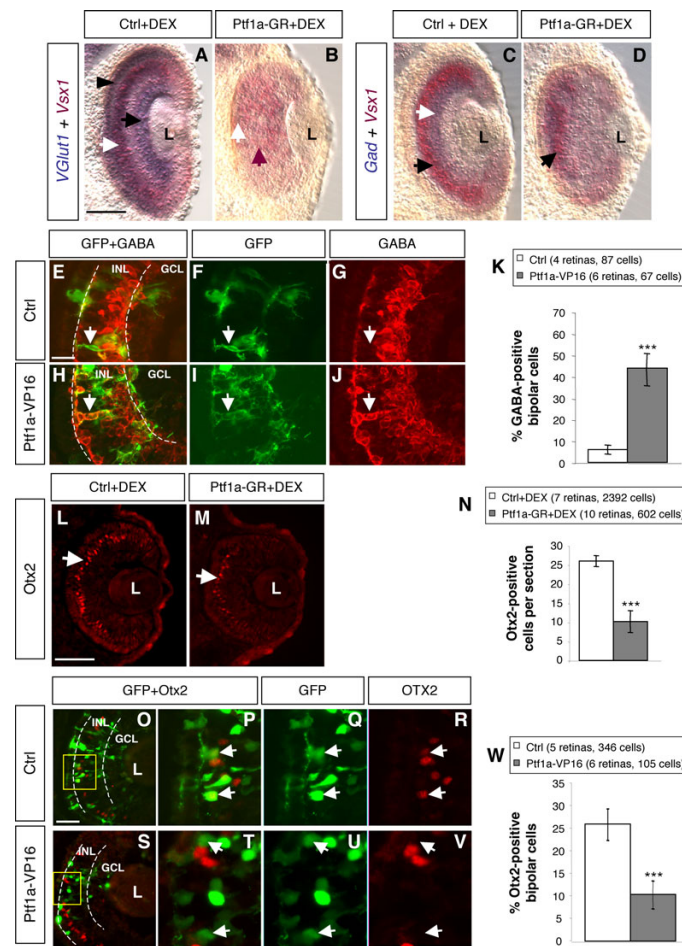 Ctrl+DEX
Ptf1a-GR+DEX
Ctrl + DEX
Ptf1a-GR+DEX
VGlut1 + Vsx1
A
L
B
L
Gad + Vsx1
C
L
D
L
GFP+GABA
GFP
GABA
Ctrl
E
INL
GCL
F
G
Ptf1a-VP16
H
INL
GCL
I
J
K
Ctrl (4 retinas, 87 cells)
Ptf1a-VP16 (6 retinas, 67 cells)
% GABA-positive
bipolar cells
70
60
50
40
30
20
10
0
***
Ctrl+DEX
Ptf1a-GR+DEX
Otx2
L
L
M
L
N
Ctrl+DEX (7 retinas, 2392 cells)
Ptf1a-GR+DEX (10 retinas, 602 cells)
Otx2-positive
cells per section
30
25
20
15
10
5
0
***
GFP+Otx2
GFP
OTX2
Ctrl
O
INL
GCL
L
P
Q
R
Ptf1a-VP16
S
INL
GCL
L
T
U
V
W
Ctrl (5 retinas, 346 cells)
Ptf1a-VP16 (6 retinas, 105 cells)
% Otx2-positive
bipolar cells
35
30
25
20
15
10
5
0
***